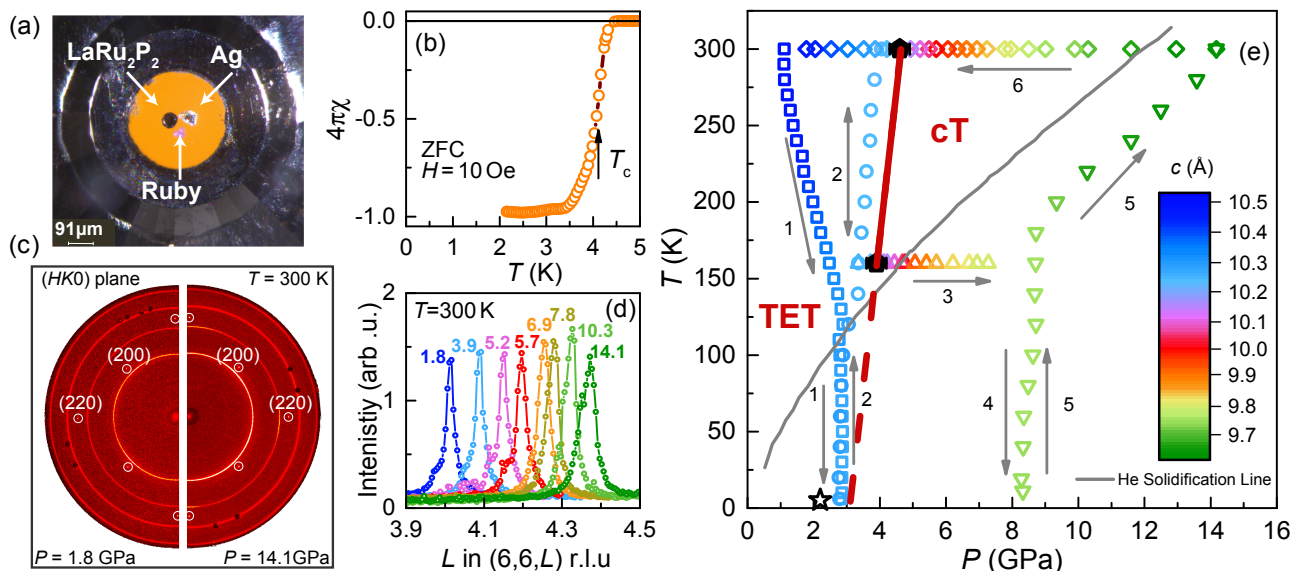 (a)
LaRu2P2
Ag
Ruby
91µm
(b)
0.0
-0.5
-1.0
4πχ
ZFC
H = 10 Oe
Tc
0 1 2 3 4 5
T (K)
(c)
(HK0) plane
T = 300 K
(200)
(200)
(220)
(220)
P = 1.8 GPa
P = 14.1GPa
T=300 K
(d)
1.8
3.9
5.2
5.7
6.9
7.8
10.3
14.1
2
1
0
Intenistiy (arb .u.)
3.9 4.1 4.3 4.5
L in (6,6,L) r.l.u
(e)
350
300
250
200
150
100
50
0
T (K)
6
cT
2
1
5
3
TET
1
2
4
5
c (Å)
10.5
10.4
10.3
10.2
10.1
10.0
9.9
9.8
9.7
He Solidification Line
0 2 4 6 8 10 12 14 16
P (GPa)